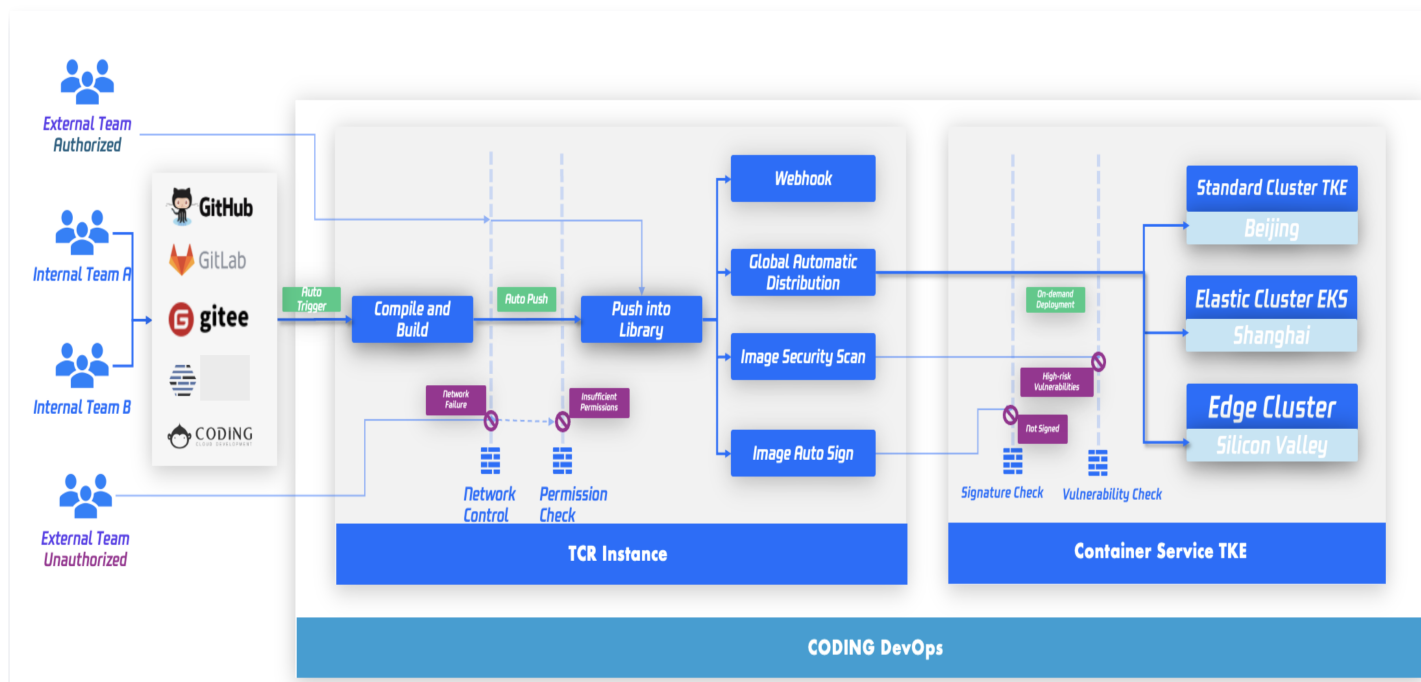 External Team
Authorized
Internal Team A
Internal Team B
External Team
Unauthorized
GitHub
GitLab
gitee
CODING
CLOUD DEVELOPMENT
Auto
Trigger
Compile and
Build
Auto Push
Push into
Library
Network
Failure
Insufficient
Permissions
Network
Control
Permission
Check
Webhook
Global Automatic
Distribution
Image Security Scan
Image Auto Sign
TCR Instance
On-demand
Deployment
High-risk
Vulnerabilities
Not Signed
Signature Check
Vulnerability Check
Standard Cluster TKE
Beijing
Elastic Cluster EKS
Shanghai
Edge Cluster
Silicon Valley
Container Service TKE
CODING DevOps